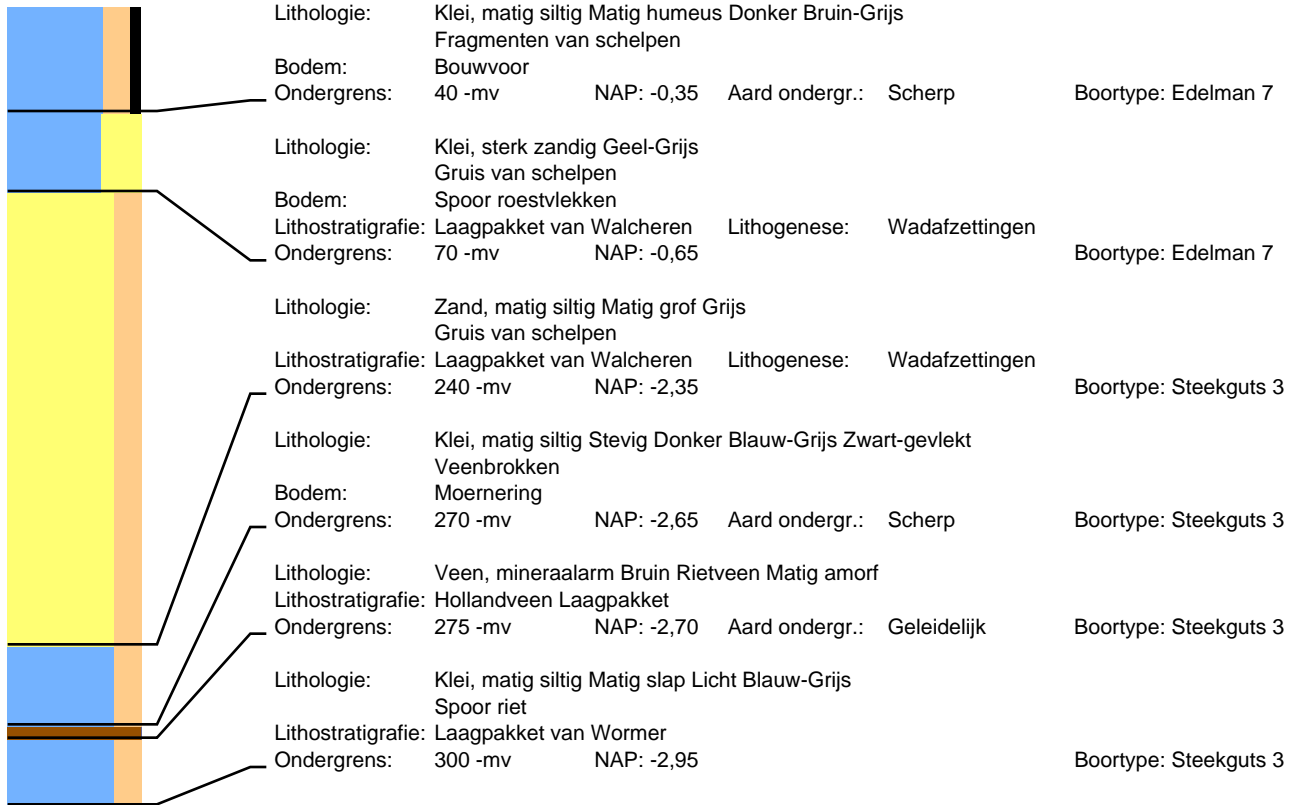 Lithologie: Klei, matig siltig Matig humeus Donker Bruin-Grijs
Fragmenten van schelpen
Bodem: Bouwvoor
Ondergrens: 40 -mv NAP: -0,35 Aard ondergr.: Scherp Boortype: Edelman 7
Lithologie: Klei, sterk zandig Geel-Grijs
Gruis van schelpen
Bodem: Spoor roestvlekken
Lithostratigrafie: Laagpakket van Walcheren Lithogenese: Wadafzettingen
Ondergrens: 70 -mv NAP: -0,65 Boortype: Edelman 7
Lithologie: Zand, matig siltig Matig grof Grijs
Gruis van schelpen
Lithostratigrafie: Laagpakket van Walcheren Lithogenese: Wadafzettingen
Ondergrens: 240 -mv NAP: -2,35 Boortype: Steekguts 3
Lithologie: Klei, matig siltig Stevig Donker Blauw-Grijs Zwart-gevlekt
Veenbrokken
Bodem: Moernering
Ondergrens: 270 -mv NAP: -2,65 Aard ondergr.: Scherp Boortype: Steekguts 3
Lithologie: Veen, mineraalarm Bruin Rietveen Matig amorf
Lithostratigrafie: Hollandveen Laagpakket
Ondergrens: 275 -mv NAP: -2,70 Aard ondergr.: Geleidelijk Boortype: Steekguts 3
Lithologie: Klei, matig siltig Matig slap Licht Blauw-Grijs
Spoor riet
Lithostratigrafie: Laagpakket van Wormer
Ondergrens: 300 -mv NAP: -2,95 Boortype: Steekguts 3